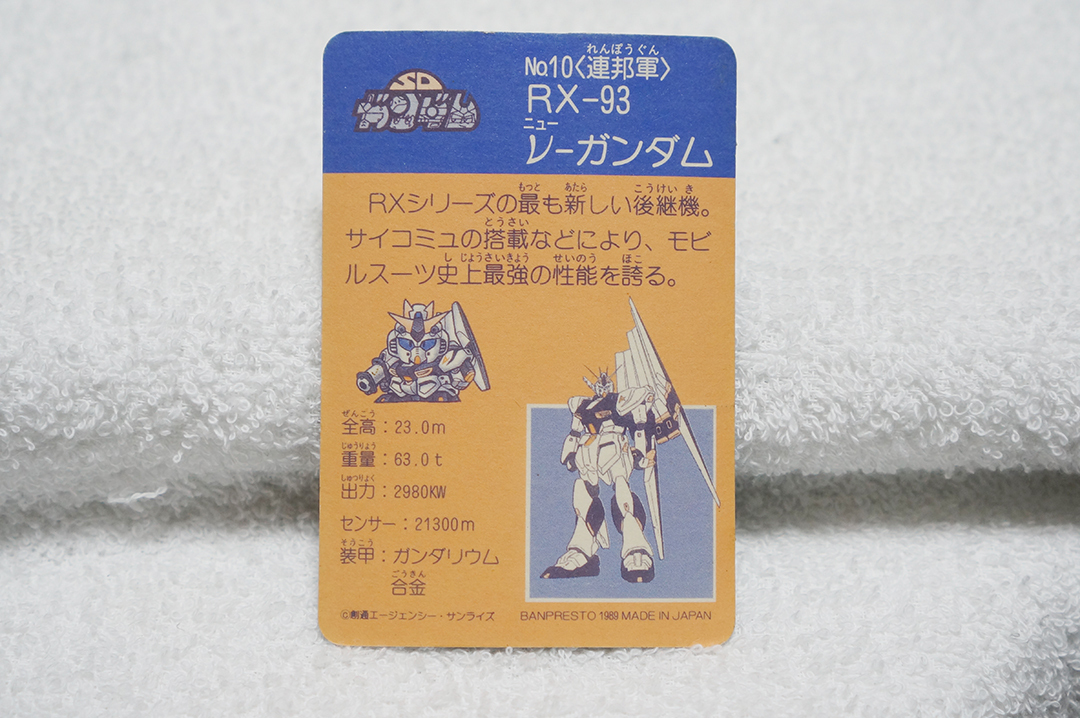 SD
ガンダム
れんぽうぐん
No.10〈連邦軍〉
RX-93
ニュー
ν-ガンダム
もっと あたら こうけい き
RXシリーズの最も新しい後継機。
とうさい
サイコミュの搭載などにより、モビ
し じょうさいきょう せいのう ほこ
ルスーツ史上最強の性能を誇る。
ぜんこう
全高：23.0m
じゅうりょう
重量：63.0t
しゅつりょく
出力：2980KW
センサー：21300m
そうこう
装甲：ガンダリウム
ごうきん
合金
©創通エージェンシー・サンライズ
BANPRESTO 1989 MADE IN JAPAN